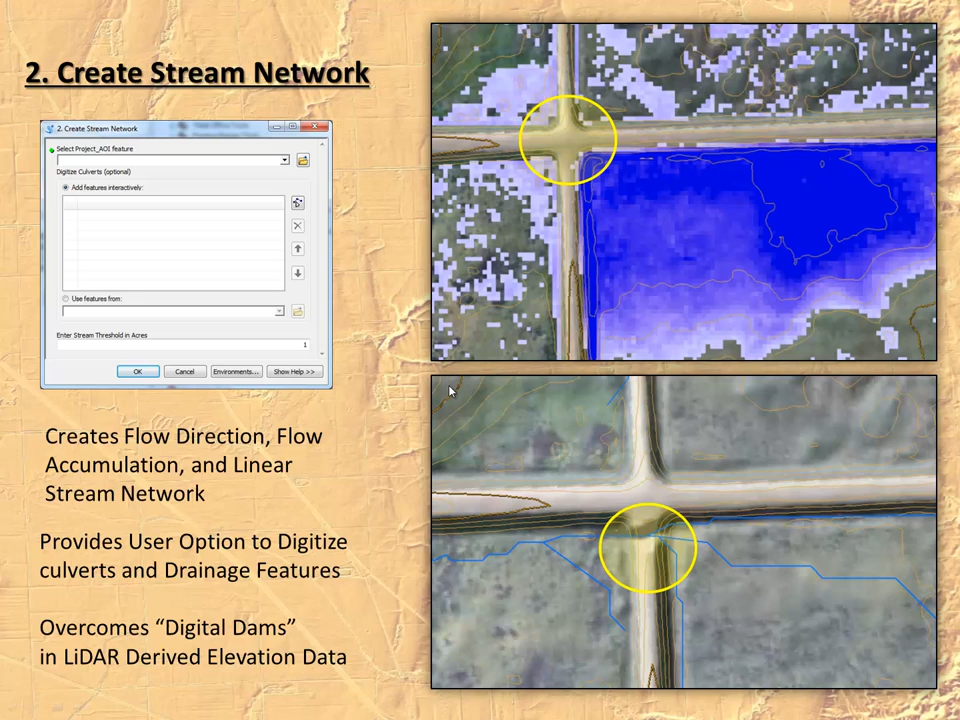 2. Create Stream Network
2. Create Stream Network
Select Project_AOI feature
Digitize Culverts (optional)
Add features interactively:
Use features from:
Enter Stream Threshold in Acres
1
OK Cancel Environments... Show Help >>
Creates Flow Direction, Flow
Accumulation, and Linear
Stream Network
Provides User Option to Digitize
culverts and Drainage Features
Overcomes “Digital Dams”
in LiDAR Derived Elevation Data